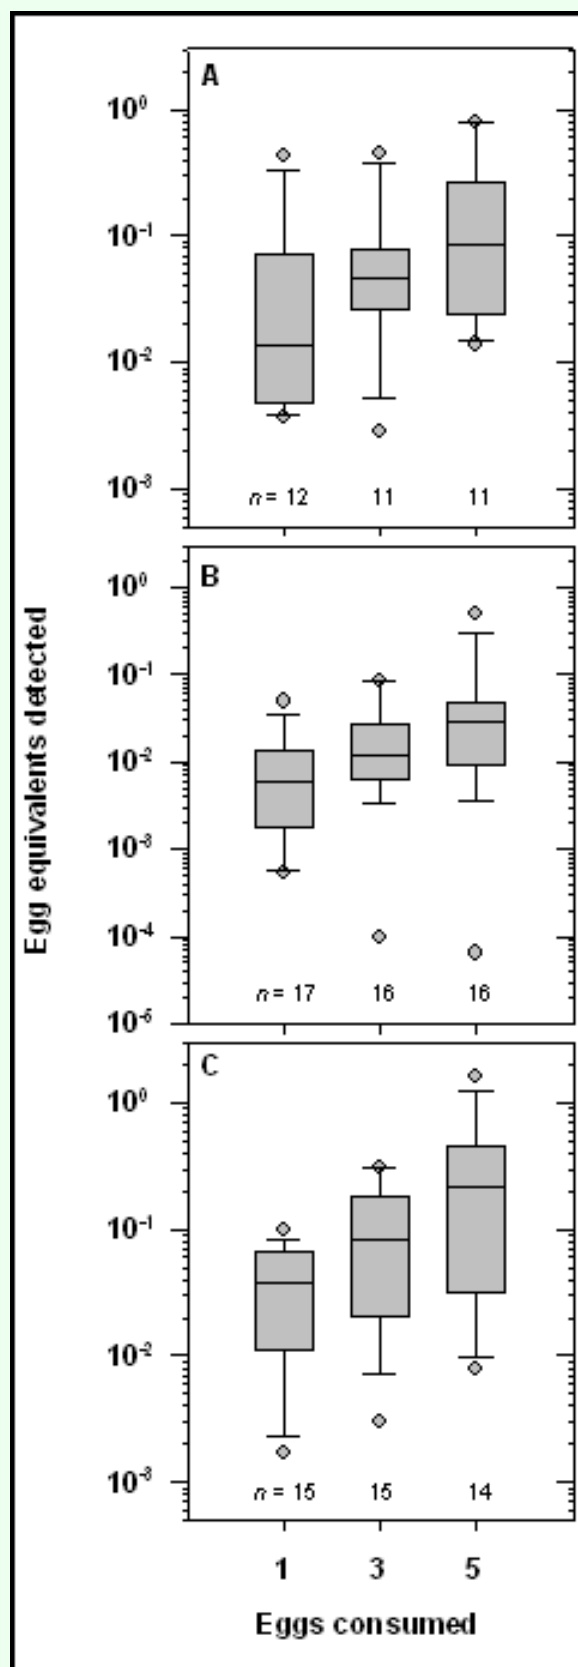 A
10⁰
10⁻¹
10⁻²
10⁻³
n = 12 11 11
B
10⁰
10⁻¹
10⁻²
10⁻³
10⁻⁴
10⁻⁵
n = 17 16 16
C
10⁰
10⁻¹
10⁻²
10⁻³
n = 15 15 14
Egg equivalents detected
1 3 5
Eggs consumed